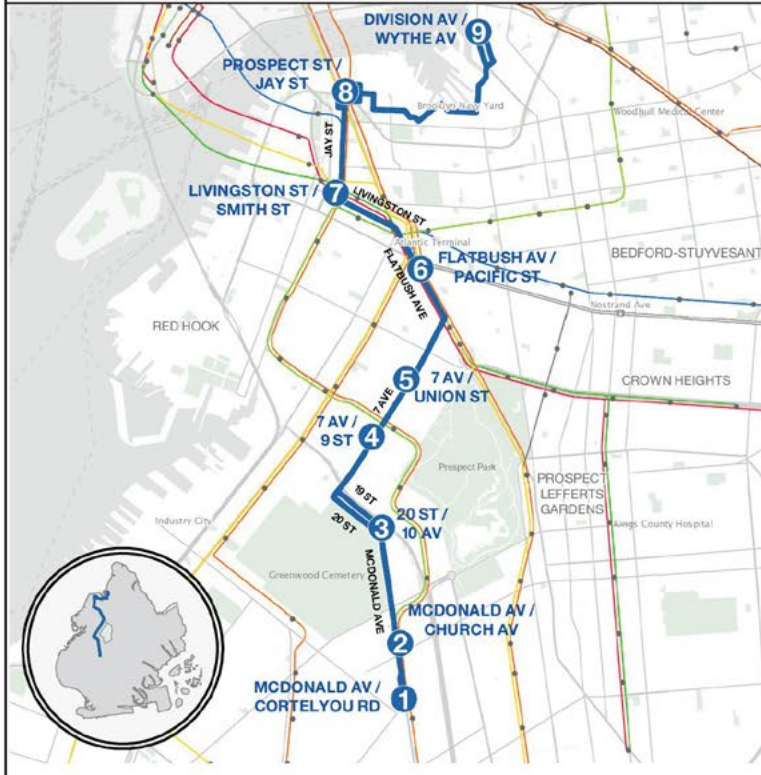 DIVISION AV /
WYTHE AV
9
PROSPECT ST /
JAY ST
8
Brooklyn Navy Yard
Woodhull Medical Center
JAY ST
LIVINGSTON ST /
SMITH ST
7
LIVINGSTON ST
Atlantic Terminal
FLATBUSH AV /
PACIFIC ST
6
FLATBUSH AVE
BEDFORD-STUYVESANT
Nostrand Ave
RED HOOK
5
7 AV /
UNION ST
CROWN HEIGHTS
7 AVE
7 AV /
9 ST
4
Prospect Park
PROSPECT
LEFFERTS
GARDENS
19 ST
20 ST
Industry City
3
20 ST /
10 AV
Kings County Hospital
Greenwood Cemetery
MCDONALD AVE
MCDONALD AV /
CHURCH AV
2
MCDONALD AV /
CORTELYOU RD
1